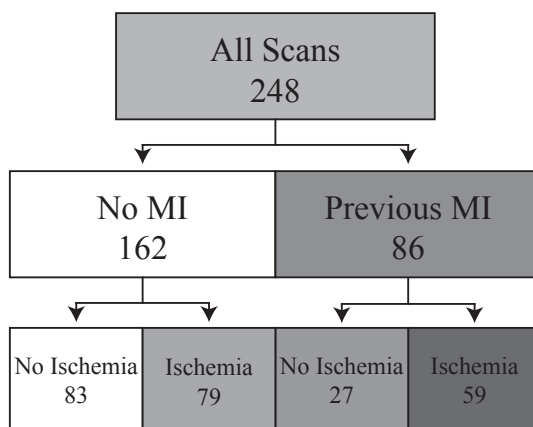 All Scans
248
No MI
162
Previous MI
86
No Ischemia
83
Ischemia
79
No Ischemia
27
Ischemia
59